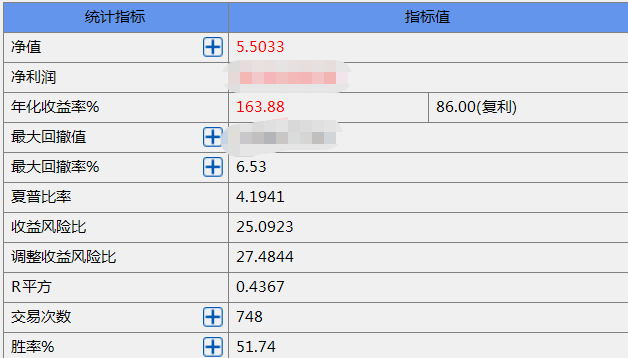 统计指标 指标值
净值 5.5033
净利润
年化收益率% 163.88 86.00(复利)
最大回撤值
最大回撤率% 6.53
夏普比率 4.1941
收益风险比 25.0923
调整收益风险比 27.4844
R平方 0.4367
交易次数 748
胜率% 51.74